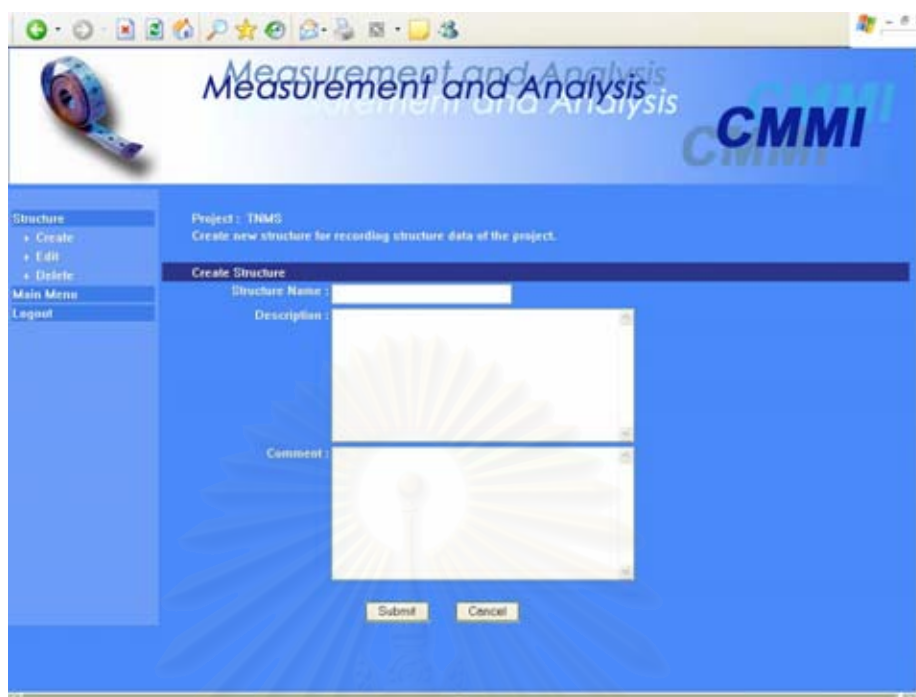 Measurement and Analysis
CMMI
Structure
Create
Edit
Delete
Main Menu
Logout
Project : TNMS
Create new structure for recording structure data of the project.
Create Structure
Structure Name :
Description :
Comment :
Submit
Cancel